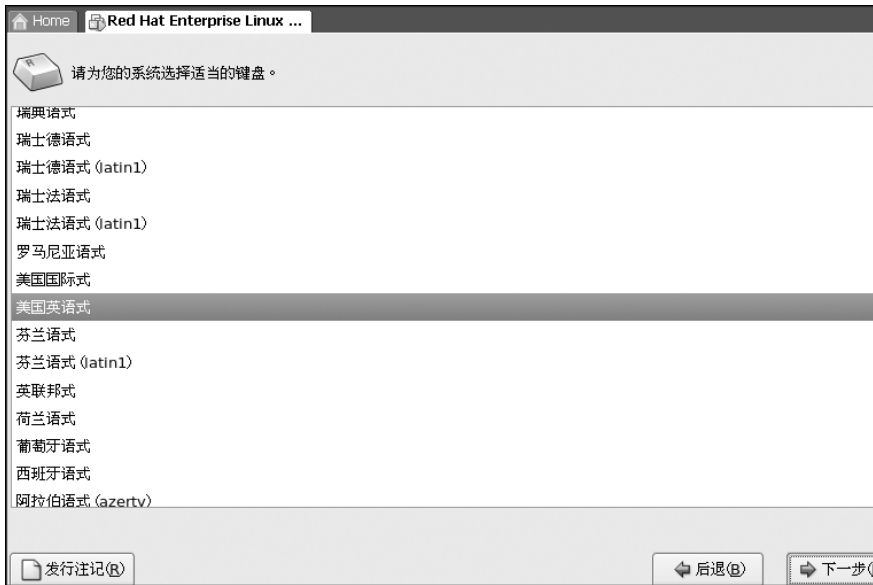 Home
Red Hat Enterprise Linux ...
请为您的系统选择适当的键盘。
瑞典语式
瑞士德语式
瑞士德语式 (latin1)
瑞士法语式
瑞士法语式 (latin1)
罗马尼亚语式
美国国际式
美国英语式
芬兰语式
芬兰语式 (latin1)
英联邦式
荷兰语式
葡萄牙语式
西班牙语式
阿拉伯语式 (azerty)
发行注记(R)
后退(B)
下一步(